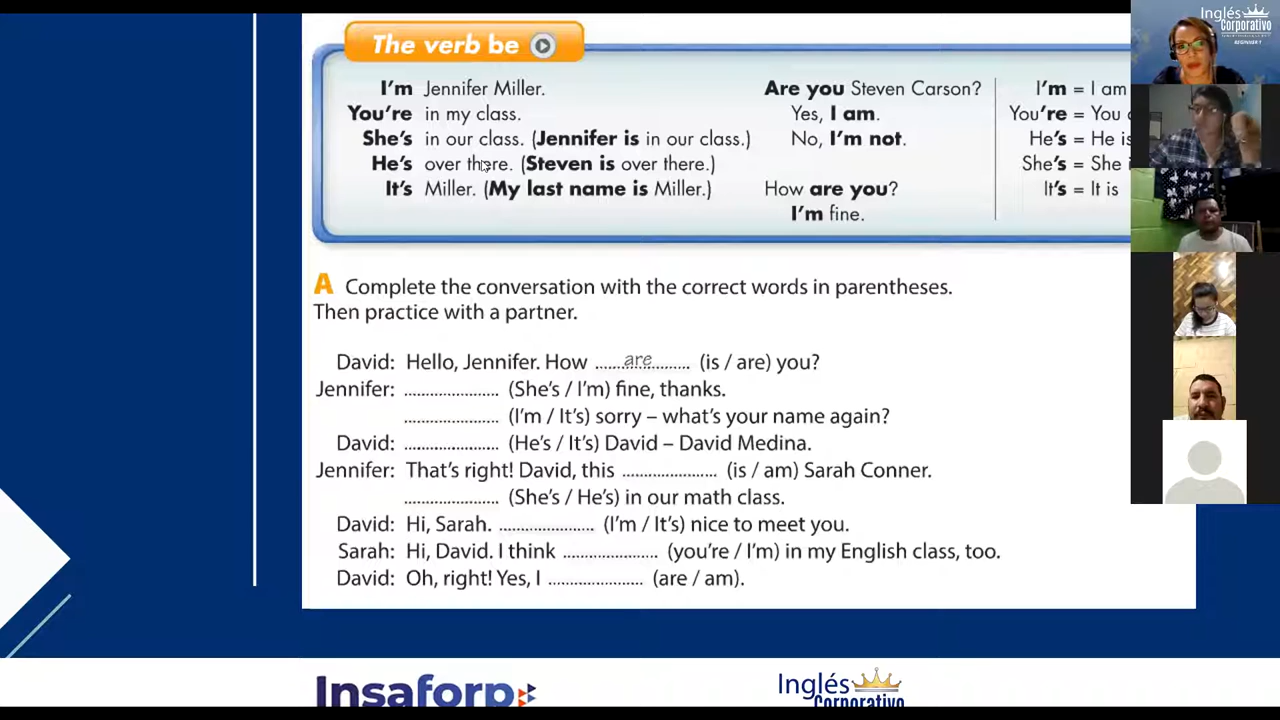 The verb be
I'm Jennifer Miller.
You're in my class.
She's in our class. (Jennifer is in our class.)
He's over there. (Steven is over there.)
It's Miller. (My last name is Miller.)
Are you Steven Carson?
Yes, I am.
No, I'm not.
How are you?
I'm fine.
I'm = I am
You're = You
He's = He is
She's = She
It's = It is
A Complete the conversation with the correct words in parentheses.
Then practice with a partner.
David: Hello, Jennifer. How ....are.... (is / are) you?
Jennifer: ...................... (She's / I'm) fine, thanks.
...................... (I'm / It's) sorry – what's your name again?
David: ...................... (He's / It's) David – David Medina.
Jennifer: That's right! David, this ...................... (is / am) Sarah Conner.
...................... (She's / He's) in our math class.
David: Hi, Sarah. ...................... (I'm / It's) nice to meet you.
Sarah: Hi, David. I think ...................... (you're / I'm) in my English class, too.
David: Oh, right! Yes, I ...................... (are / am).
Inglés
Corporativo
BEGINNER 1
Insaforp
Inglés
Corporativo